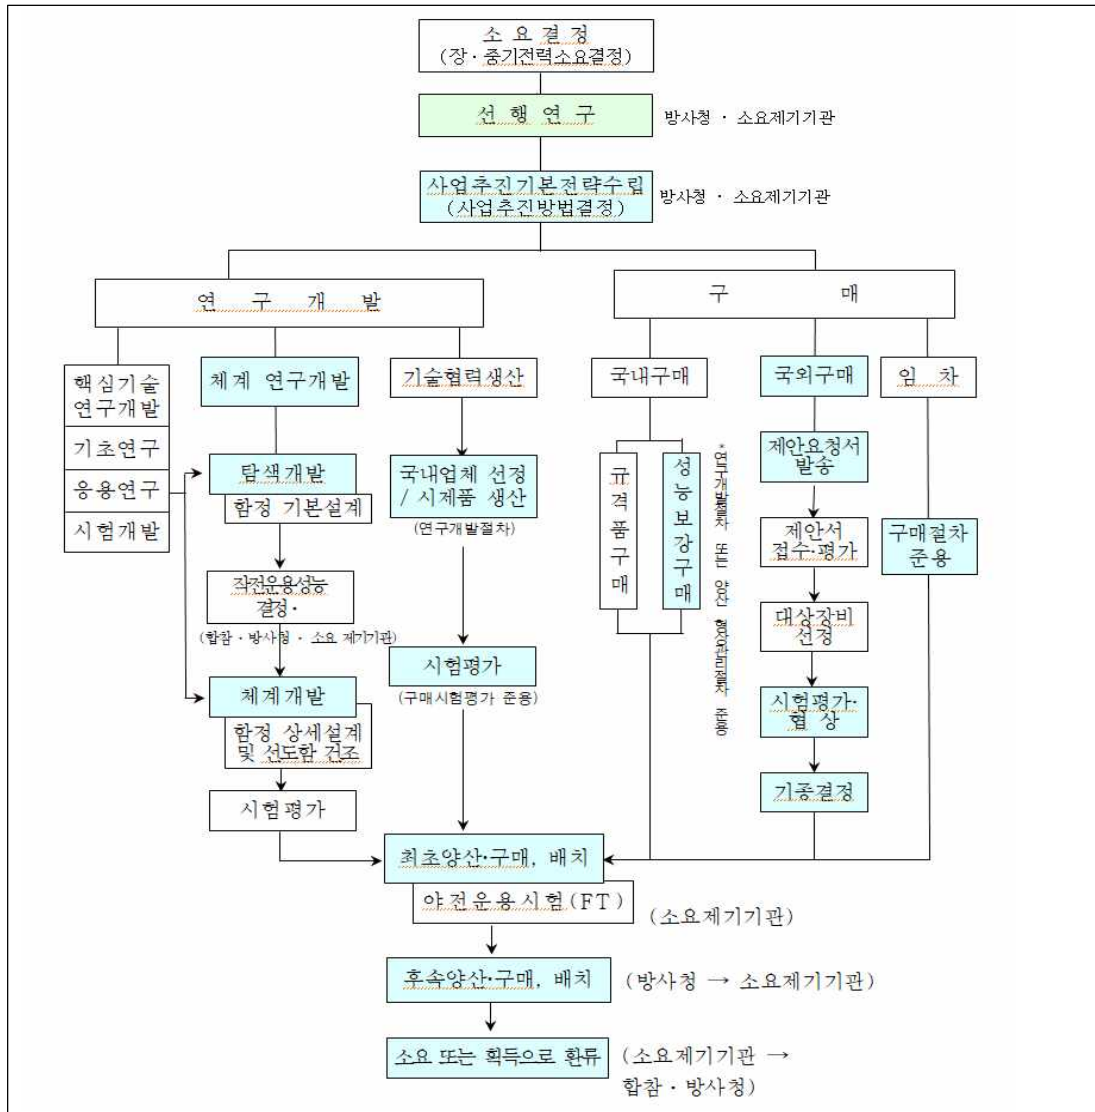 소 요 결 정
(장 · 중기전력소요결정)
선 행 연 구
방사청 · 소요제기기관
사업추진기본전략수립
(사업추진방법결정)
방사청 · 소요제기기관
연 구 개 발
구 매
핵심기술
연구개발
기초연구
응용연구
시험개발
체계 연구개발
탐색개발
함정 기본설계
작전운용성능
결정·
(합참 · 방사청 · 소요 제기기관)
체계개발
함정 상세설계
및 선도함 건조
시험평가
기술협력생산
국내업체 선정
/ 시제품 생산
(연구개발절차)
시험평가
(구매시험평가 준용)
국내구매
규격품구매
성능보강구매
*연구개발절차 또는 양산 형상관리절차 준용
국외구매
제안요청서
발송
제안서
접수·평가
대상장비
선정
시험평가·
협 상
기종결정
임 차
구매절차
준용
최초양산·구매, 배치
야전운용시험(FT)
(소요제기기관)
후속양산·구매, 배치
(방사청 → 소요제기기관)
소요 또는 획득으로 환류
(소요제기기관 →
합참 · 방사청)